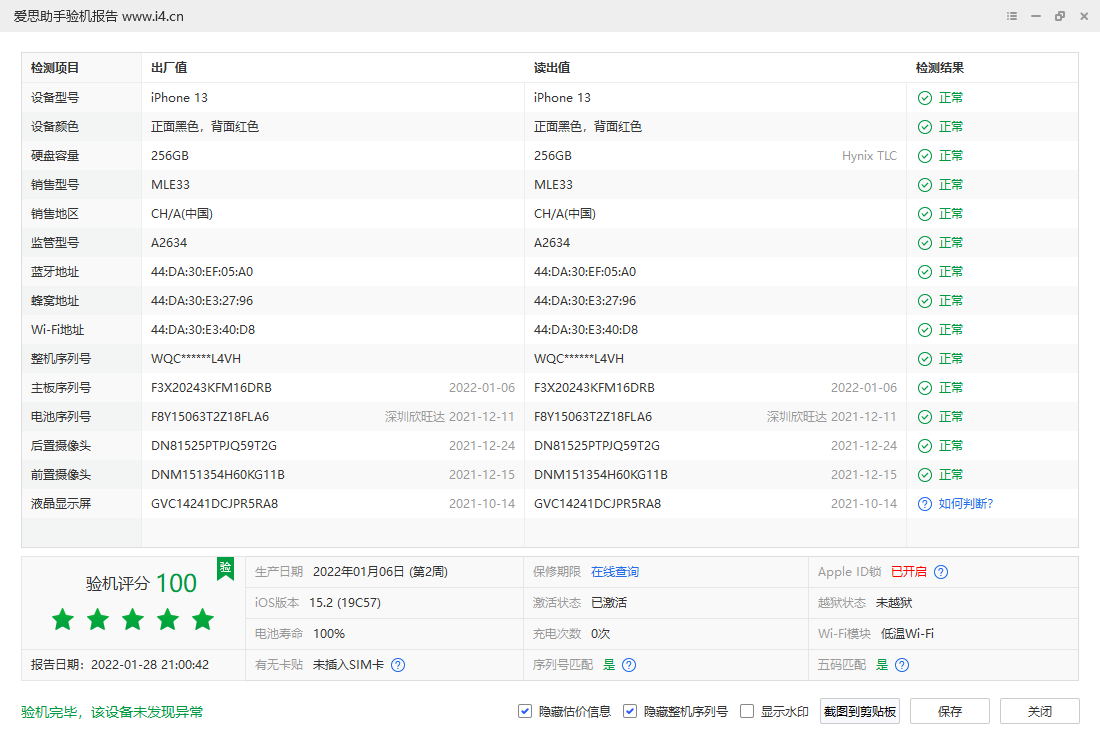 爱思助手验机报告 www.i4.cn
检测项目 出厂值 读出值 检测结果
设备型号 iPhone 13 iPhone 13 正常
设备颜色 正面黑色，背面红色 正面黑色，背面红色 正常
硬盘容量 256GB 256GB Hynix TLC 正常
销售型号 MLE33 MLE33 正常
销售地区 CH/A(中国) CH/A(中国) 正常
监管型号 A2634 A2634 正常
蓝牙地址 44:DA:30:EF:05:A0 44:DA:30:EF:05:A0 正常
蜂窝地址 44:DA:30:E3:27:96 44:DA:30:E3:27:96 正常
Wi-Fi地址 44:DA:30:E3:40:D8 44:DA:30:E3:40:D8 正常
整机序列号 WQC******L4VH WQC******L4VH 正常
主板序列号 F3X20243KFM16DRB 2022-01-06 F3X20243KFM16DRB 2022-01-06 正常
电池序列号 F8Y15063T2Z18FLA6 深圳欣旺达 2021-12-11 F8Y15063T2Z18FLA6 深圳欣旺达 2021-12-11 正常
后置摄像头 DN81525PTPJQ59T2G 2021-12-24 DN81525PTPJQ59T2G 2021-12-24 正常
前置摄像头 DNM151354H60KG11B 2021-12-15 DNM151354H60KG11B 2021-12-15 正常
液晶显示屏 GVC14241DCJPR5RA8 2021-10-14 GVC14241DCJPR5RA8 2021-10-14 如何判断?
验机评分 100 验
生产日期 2022年01月06日 (第2周) 保修期限 在线查询 Apple ID锁 已开启
iOS版本 15.2 (19C57) 激活状态 已激活 越狱状态 未越狱
电池寿命 100% 充电次数 0次 Wi-Fi模块 低温Wi-Fi
报告日期： 2022-01-28 21:00:42 有无卡贴 未插入SIM卡 序列号匹配 是 五码匹配 是
验机完毕，该设备未发现异常 隐藏估价信息 隐藏整机序列号 显示水印 截图到剪贴板 保存 关闭